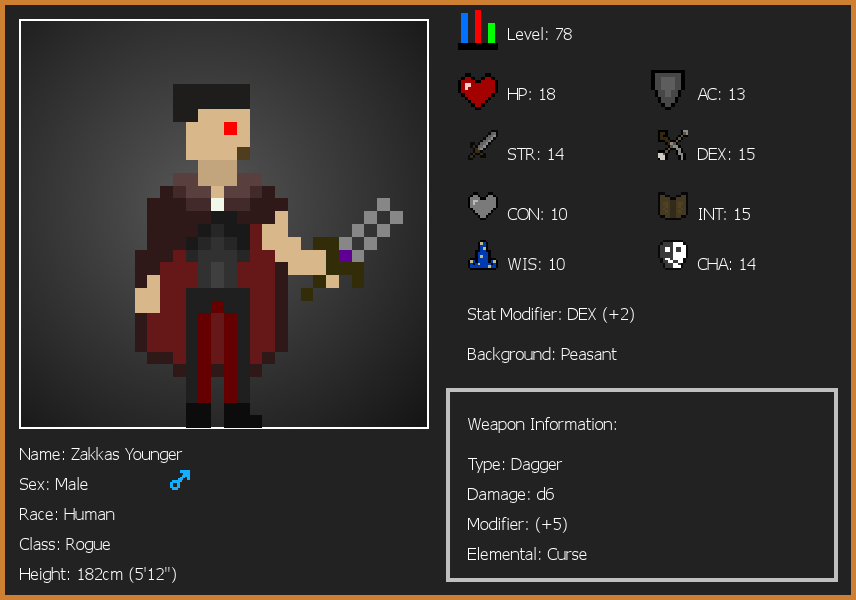 Level: 78
HP: 18
AC: 13
STR: 14
DEX: 15
CON: 10
INT: 15
WIS: 10
CHA: 14
Stat Modifier: DEX (+2)
Background: Peasant
Weapon Information:
Type: Dagger
Damage: d6
Modifier: (+5)
Elemental: Curse
Name: Zakkas Younger
Sex: Male
Race: Human
Class: Rogue
Height: 182cm (5'12")